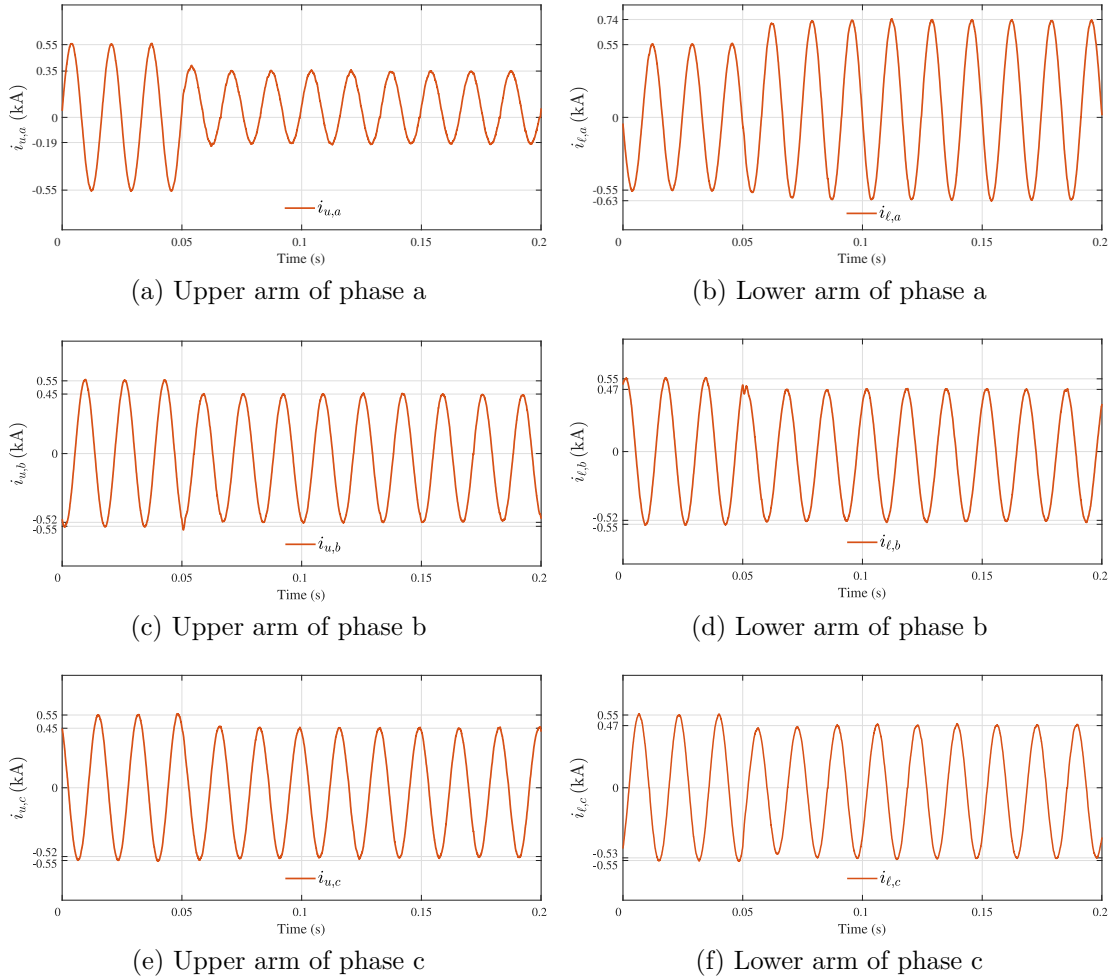 0.55
0.35
0
-0.19
-0.55
i_{u,a} (kA)
i_{u,a}
0 0.05 0.1 0.15 0.2
Time (s)
(a) Upper arm of phase a
0.74
0.55
0
-0.55
-0.63
i_{ℓ,a} (kA)
i_{ℓ,a}
0 0.05 0.1 0.15 0.2
Time (s)
(b) Lower arm of phase a
0.55
0.45
0
-0.52
-0.55
i_{u,b} (kA)
i_{u,b}
0 0.05 0.1 0.15 0.2
Time (s)
(c) Upper arm of phase b
0.55
0.47
0
-0.52
-0.55
i_{ℓ,b} (kA)
i_{ℓ,b}
0 0.05 0.1 0.15 0.2
Time (s)
(d) Lower arm of phase b
0.55
0.45
0
-0.52
-0.55
i_{u,c} (kA)
i_{u,c}
0 0.05 0.1 0.15 0.2
Time (s)
(e) Upper arm of phase c
0.55
0.47
0
-0.53
-0.55
i_{ℓ,c} (kA)
i_{ℓ,c}
0 0.05 0.1 0.15 0.2
Time (s)
(f) Lower arm of phase c